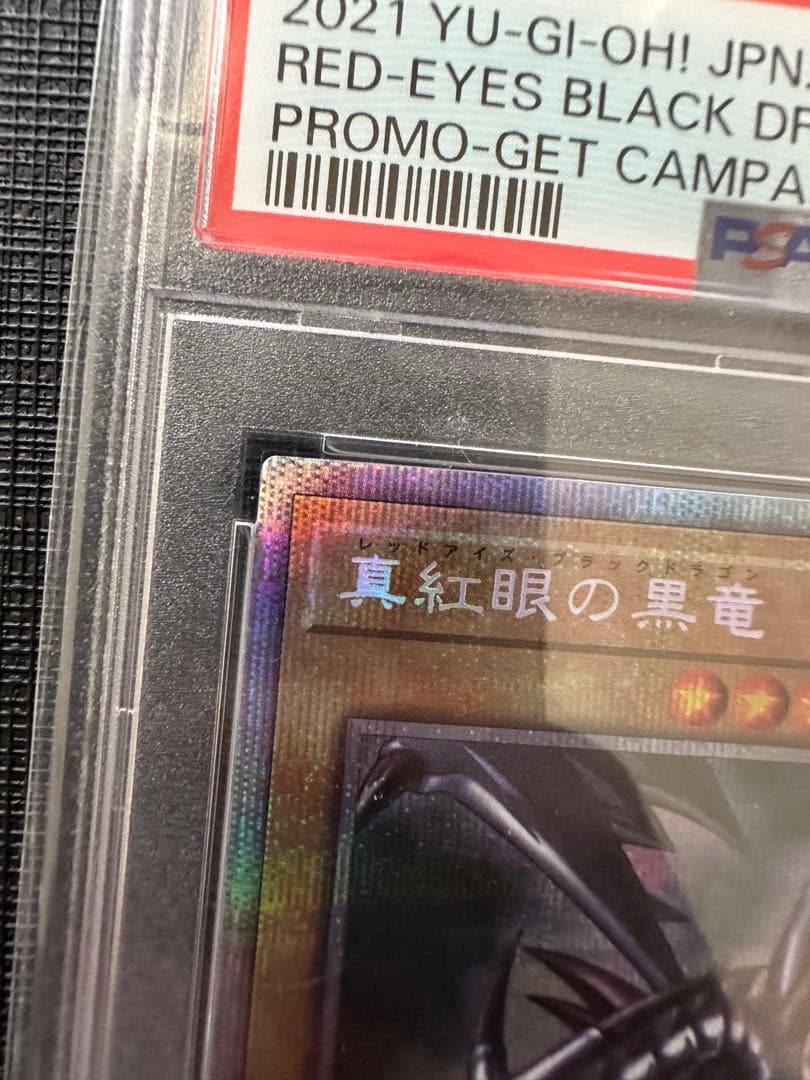 2021 YU-GI-OH! JPN.
RED-EYES BLACK DR
PROMO-GET CAMPA
PSA
レッドアイズ・ブラックドラゴン
真紅眼の黒竜